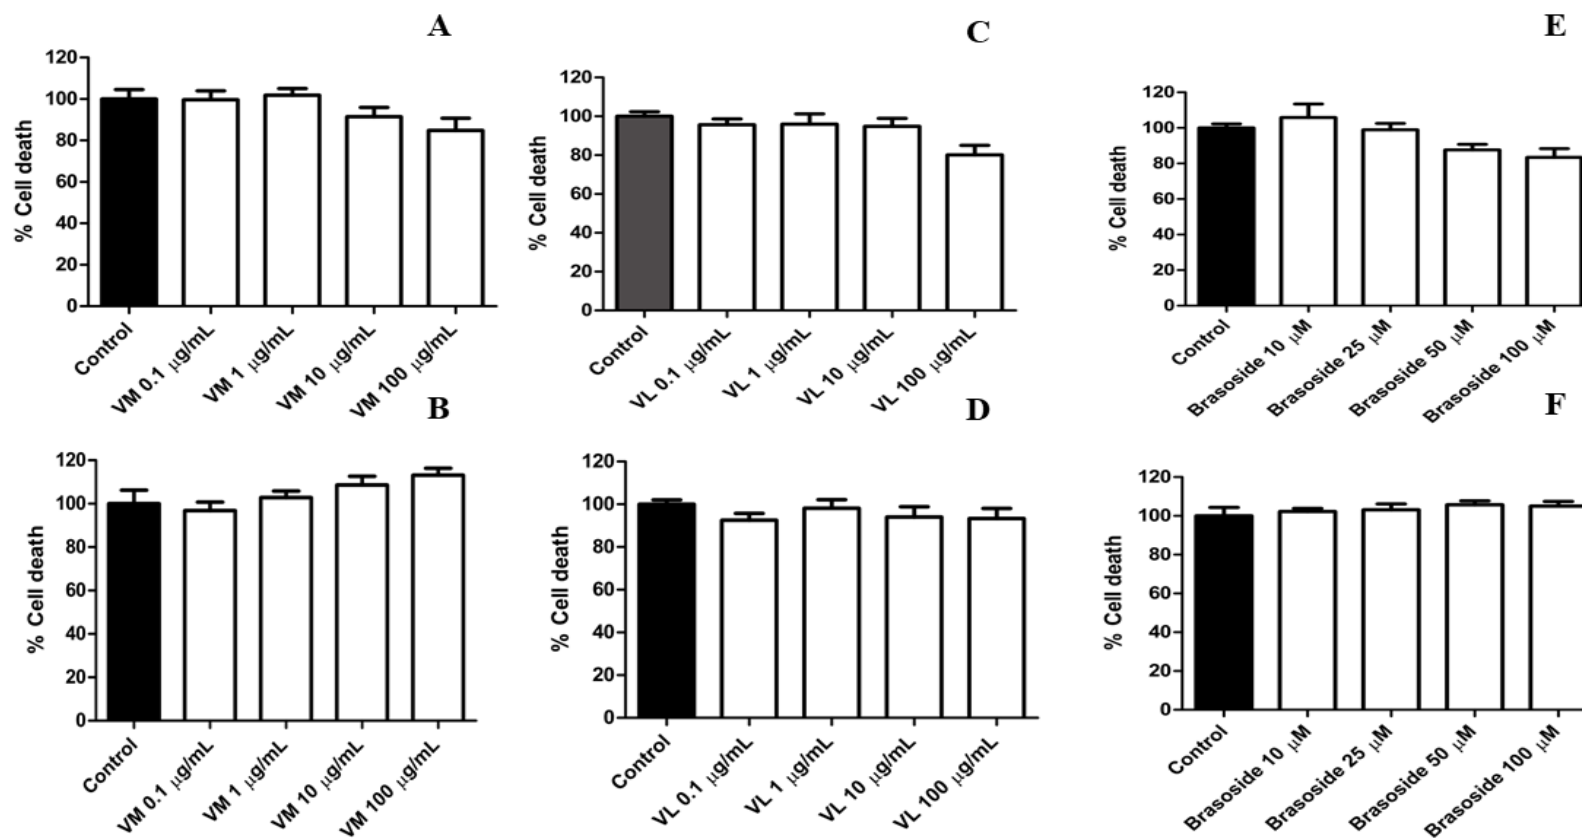 A
120
100
80
60
40
20
0
% Cell death
Control
VM 0.1 μg/mL
VM 1 μg/mL
VM 10 μg/mL
VM 100 μg/mL
C
120
100
80
60
40
20
0
% Cell death
Control
VL 0.1 μg/mL
VL 1 μg/mL
VL 10 μg/mL
VL 100 μg/mL
E
120
100
80
60
40
20
0
% Cell death
Control
Brasoside 10 μM
Brasoside 25 μM
Brasoside 50 μM
Brasoside 100 μM
B
120
100
80
60
40
20
0
% Cell death
Control
VM 0.1 μg/mL
VM 1 μg/mL
VM 10 μg/mL
VM 100 μg/mL
D
120
100
80
60
40
20
0
% Cell death
Control
VL 0.1 μg/mL
VL 1 μg/mL
VL 10 μg/mL
VL 100 μg/mL
F
120
100
80
60
40
20
0
% Cell death
Control
Brasoside 10 μM
Brasoside 25 μM
Brasoside 50 μM
Brasoside 100 μM